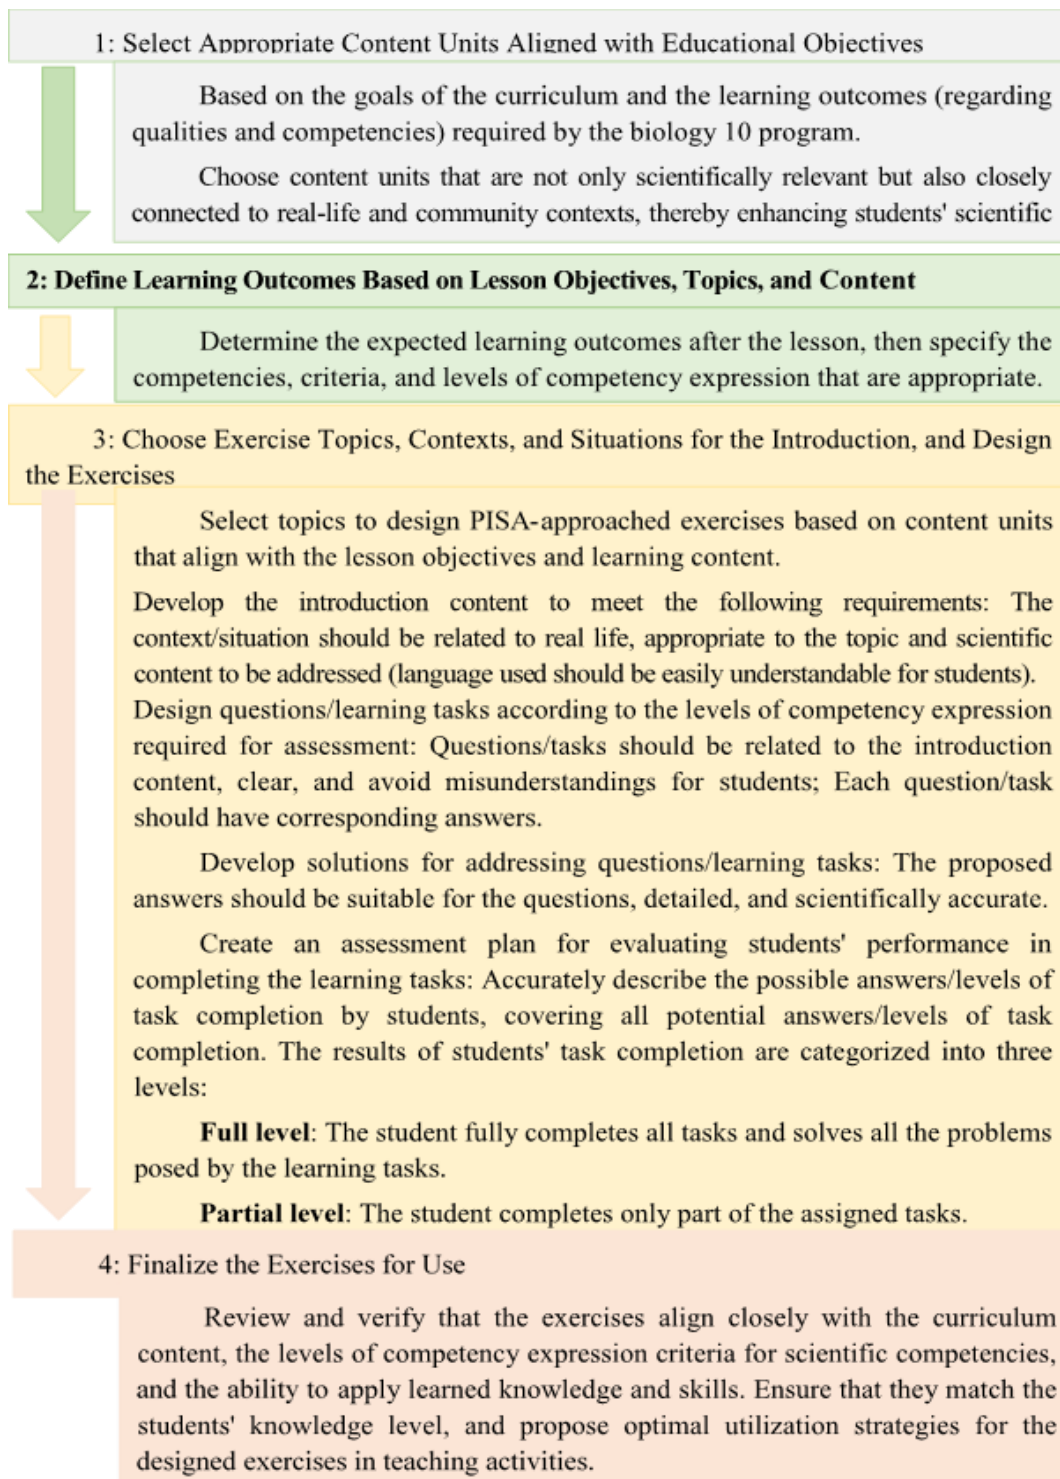 1: Select Appropriate Content Units Aligned with Educational Objectives
Based on the goals of the curriculum and the learning outcomes (regarding
qualities and competencies) required by the biology 10 program.
Choose content units that are not only scientifically relevant but also closely
connected to real-life and community contexts, thereby enhancing students' scientific
2: Define Learning Outcomes Based on Lesson Objectives, Topics, and Content
Determine the expected learning outcomes after the lesson, then specify the
competencies, criteria, and levels of competency expression that are appropriate.
3: Choose Exercise Topics, Contexts, and Situations for the Introduction, and Design
the Exercises
Select topics to design PISA-approached exercises based on content units
that align with the lesson objectives and learning content.
Develop the introduction content to meet the following requirements: The
context/situation should be related to real life, appropriate to the topic and scientific
content to be addressed (language used should be easily understandable for students).
Design questions/learning tasks according to the levels of competency expression
required for assessment: Questions/tasks should be related to the introduction
content, clear, and avoid misunderstandings for students; Each question/task
should have corresponding answers.
Develop solutions for addressing questions/learning tasks: The proposed
answers should be suitable for the questions, detailed, and scientifically accurate.
Create an assessment plan for evaluating students' performance in
completing the learning tasks: Accurately describe the possible answers/levels of
task completion by students, covering all potential answers/levels of task
completion. The results of students' task completion are categorized into three
levels:
Full level: The student fully completes all tasks and solves all the problems
posed by the learning tasks.
Partial level: The student completes only part of the assigned tasks.
4: Finalize the Exercises for Use
Review and verify that the exercises align closely with the curriculum
content, the levels of competency expression criteria for scientific competencies,
and the ability to apply learned knowledge and skills. Ensure that they match the
students' knowledge level, and propose optimal utilization strategies for the
designed exercises in teaching activities.